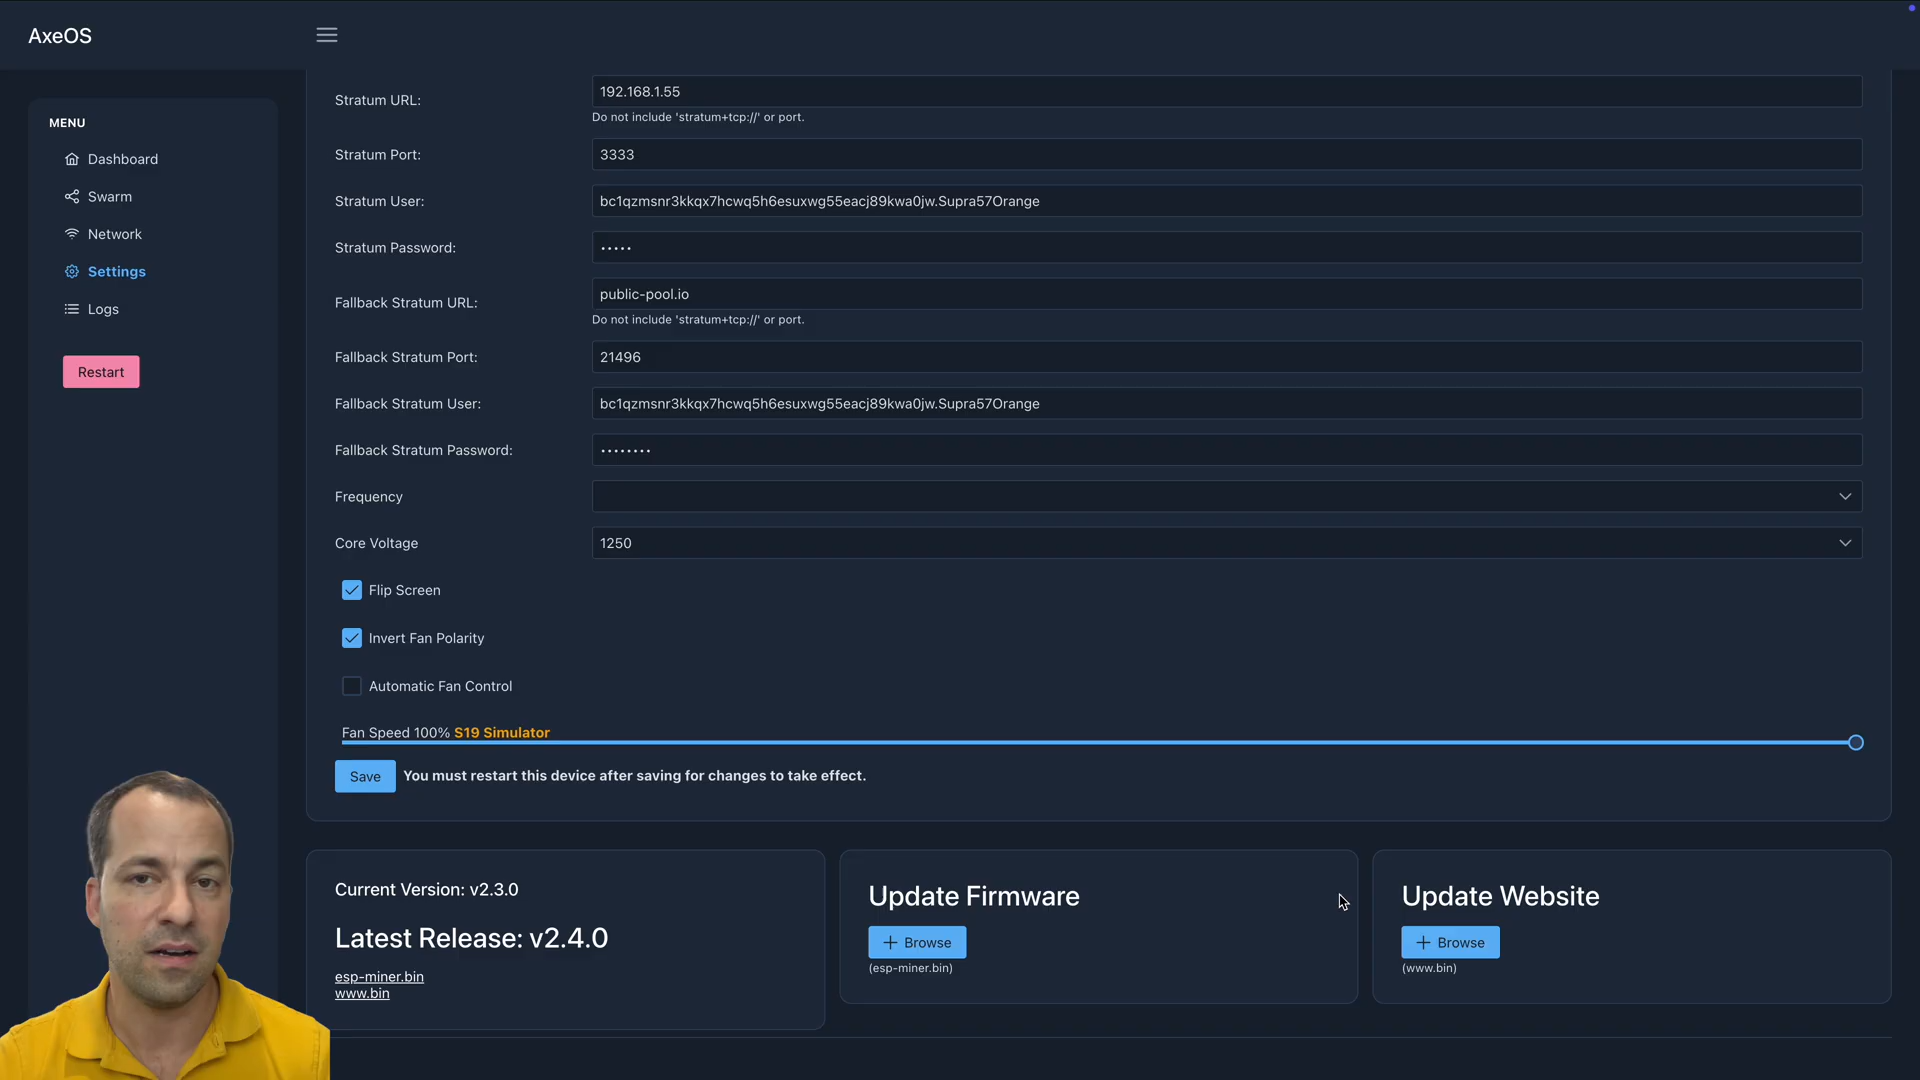 AxeOS
MENU
Dashboard
Swarm
Network
Settings
Logs
Restart
Stratum URL:
192.168.1.55
Do not include 'stratum+tcp://' or port.
Stratum Port:
3333
Stratum User:
bc1qzmsnr3kkqx7hcwq5h6esuxwg55eacj89kwa0jw.Supra57Orange
Stratum Password:
•••••
Fallback Stratum URL:
public-pool.io
Do not include 'stratum+tcp://' or port.
Fallback Stratum Port:
21496
Fallback Stratum User:
bc1qzmsnr3kkqx7hcwq5h6esuxwg55eacj89kwa0jw.Supra57Orange
Fallback Stratum Password:
••••••••
Frequency
Core Voltage
1250
Flip Screen
Invert Fan Polarity
Automatic Fan Control
Fan Speed 100% S19 Simulator
Save
You must restart this device after saving for changes to take effect.
Current Version: v2.3.0
Latest Release: v2.4.0
esp-miner.bin
www.bin
Update Firmware
Browse
(esp-miner.bin)
Update Website
Browse
(www.bin)